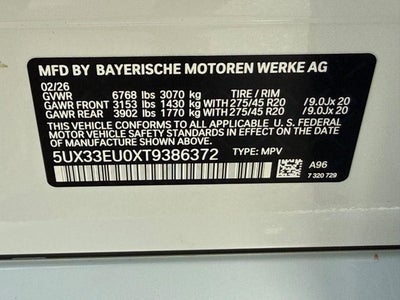 MFD BY BAYERISCHE MOTOREN WERKE AG
02/26
GVWR 6768 lbs 3070 kg TIRE / RIM
GAWR FRONT 3153 lbs 1430 kg WITH 275/45 R20 / 9.0Jx 20
GAWR REAR 3902 lbs 1770 kg WITH 275/45 R20 / 9.0Jx 20
THIS VEHICLE CONFORMS TO ALL APPLICABLE U. S. FEDERAL
MOTOR VEHICLE SAFETY AND THEFT PREVENTION STANDARDS
IN EFFECT ON THE DATE OF MANUFACTURE SHOWN ABOVE.
5UX33EU0XT9386372 TYPE: MPV
A96
7 320 729